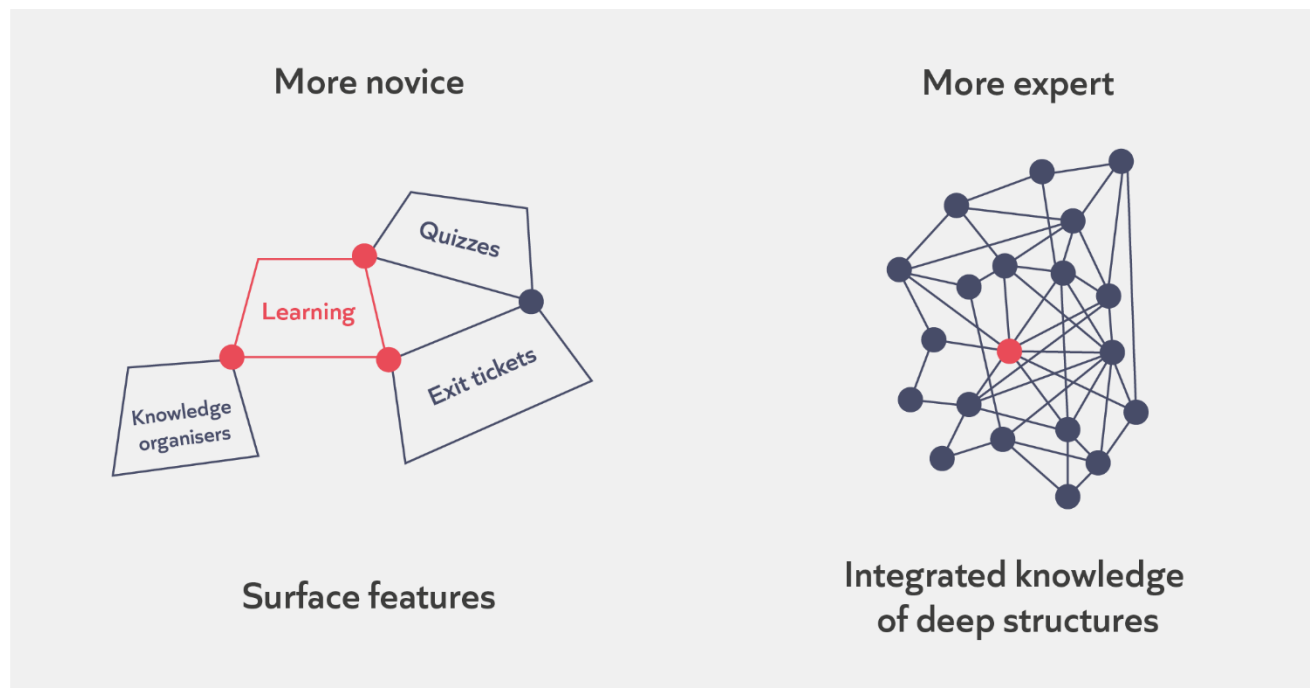 More novice
More expert
Quizzes
Learning
Exit tickets
Knowledge
organisers
Surface features
Integrated knowledge
of deep structures